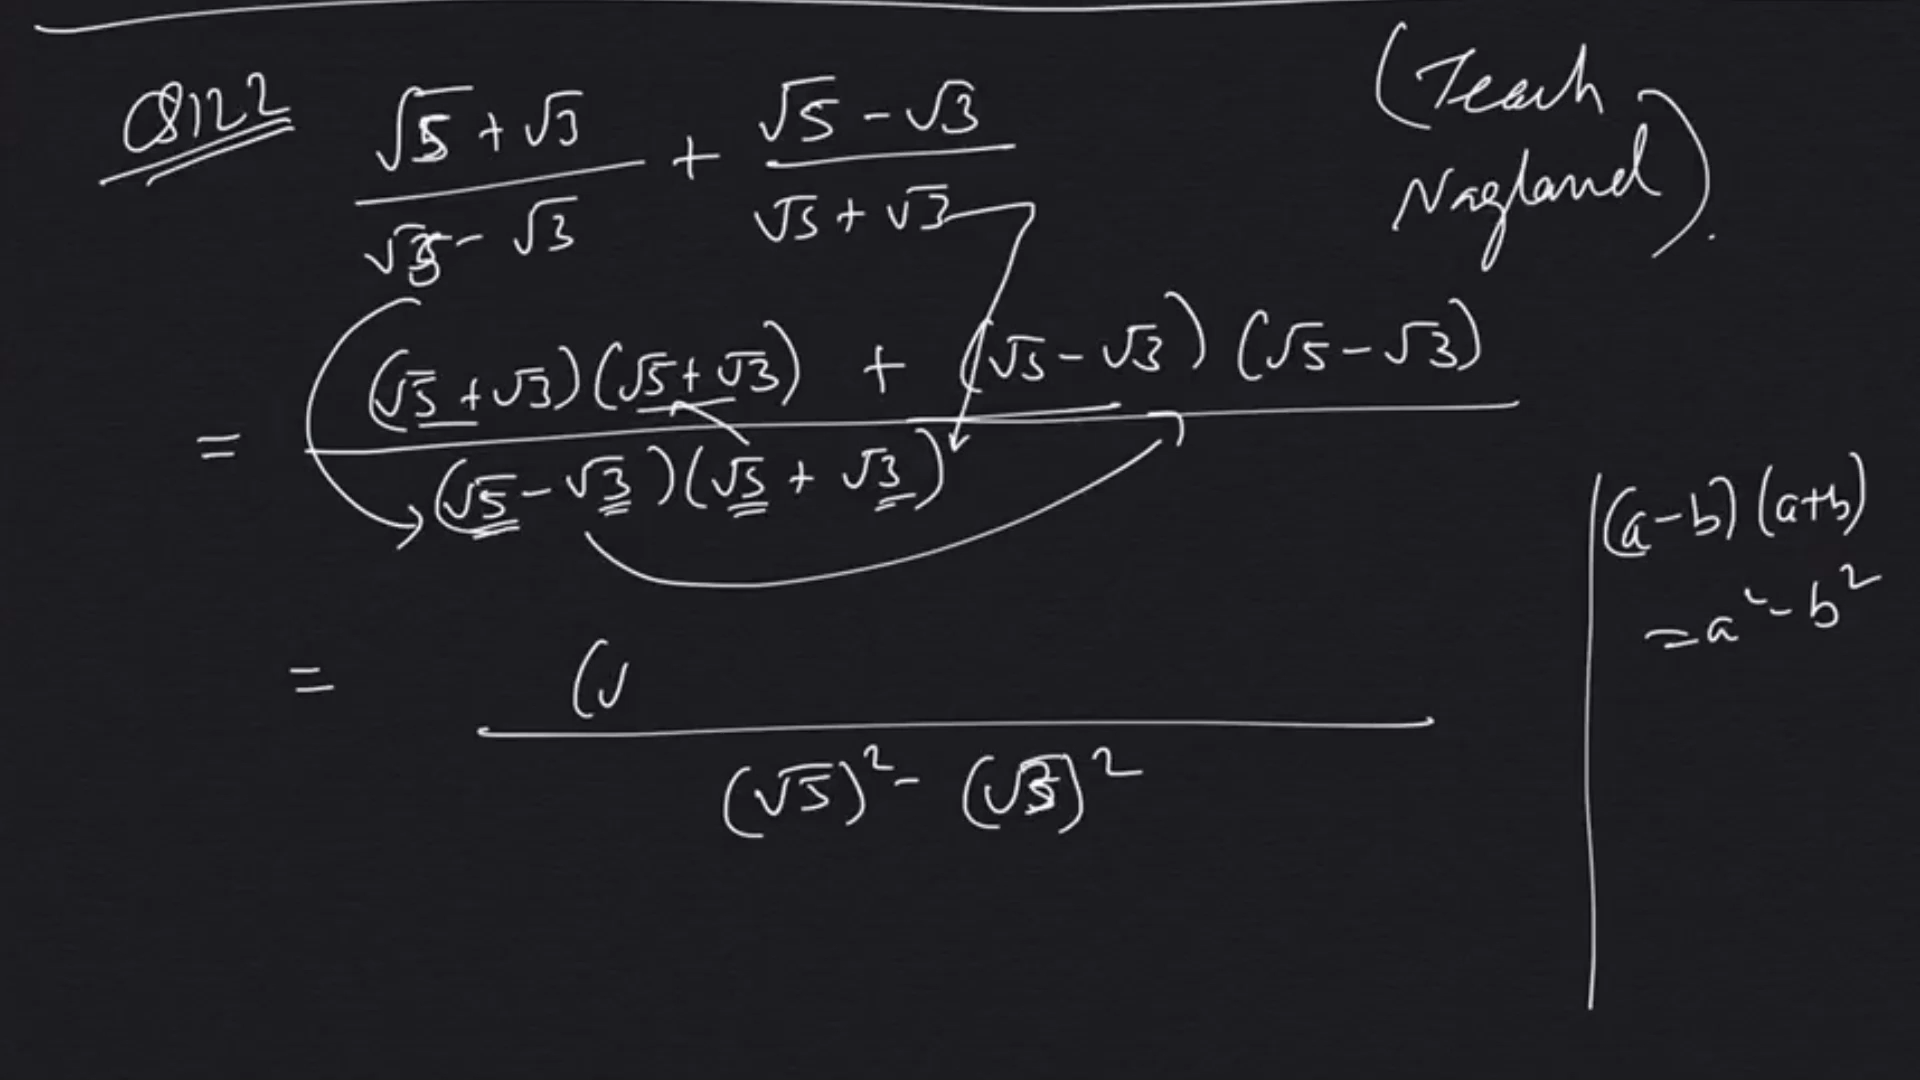 Q122 (√5 + √3)/(√5 - √3) + (√5 - √3)/(√5 + √3) (Teach Nagland).
= ((√5 + √3)(√5 + √3) + (√5 - √3)(√5 - √3))/((√5 - √3)(√5 + √3))
(a-b)(a+b)
= a² - b²
= (√
(√5)² - (√3)²